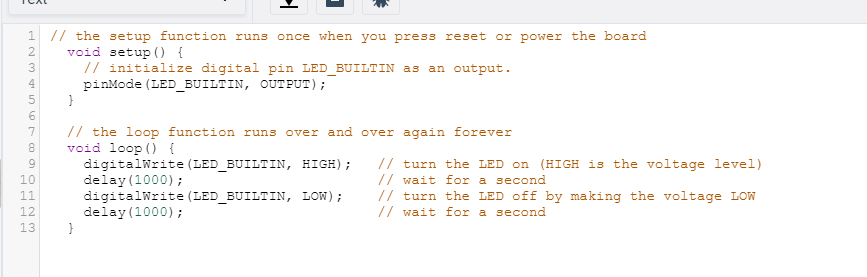 Text
1 // the setup function runs once when you press reset or power the board
2 void setup() {
3 // initialize digital pin LED_BUILTIN as an output.
4 pinMode(LED_BUILTIN, OUTPUT);
5 }
6
7 // the loop function runs over and over again forever
8 void loop() {
9 digitalWrite(LED_BUILTIN, HIGH); // turn the LED on (HIGH is the voltage level)
10 delay(1000); // wait for a second
11 digitalWrite(LED_BUILTIN, LOW); // turn the LED off by making the voltage LOW
12 delay(1000); // wait for a second
13 }